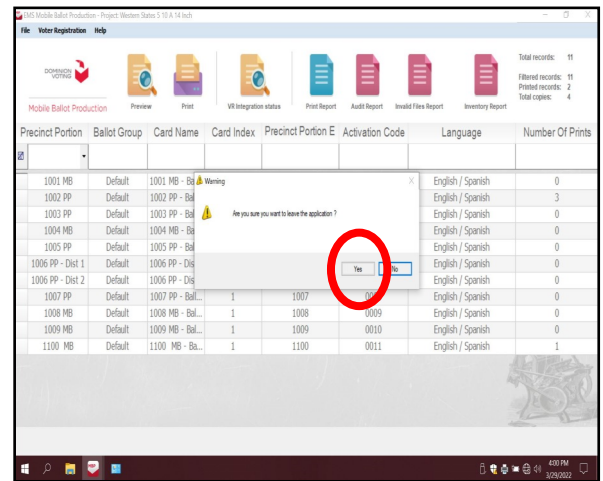 EMS Mobile Ballot Production - Project: Western States 5 10 A 14 Inch
File Voter Registration Help
DOMINION
VOTING
Mobile Ballot Production
Preview
Print
VR Integration status
Print Report
Audit Report
Invalid Files Report
Inventory Report
Total records: 11
Filtered records: 11
Printed records: 2
Total copies: 4
Precinct Portion Ballot Group Card Name Card Index Precinct Portion E Activation Code Language Number Of Prints
1001 MB Default 1001 MB - Ba English / Spanish 0
1002 PP Default 1002 PP - Bal English / Spanish 3
1003 PP Default 1003 PP - Bal English / Spanish 0
1004 MB Default 1004 MB - Ba English / Spanish 0
1005 PP Default 1005 PP - Bal English / Spanish 0
1006 PP - Dist 1 Default 1006 PP - Dis English / Spanish 0
1006 PP - Dist 2 Default 1006 PP - Dis English / Spanish 0
1007 PP Default 1007 PP - Ball... 1 1007 English / Spanish 0
1008 MB Default 1008 MB - Bal... 1 1008 0009 English / Spanish 0
1009 MB Default 1009 MB - Bal... 1 1009 0010 English / Spanish 0
1100 MB Default 1100 MB - Ba... 1 1100 0011 English / Spanish 1
Warning
Are you sure you want to leave the application ?
Yes No
4:00 PM
3/29/2022